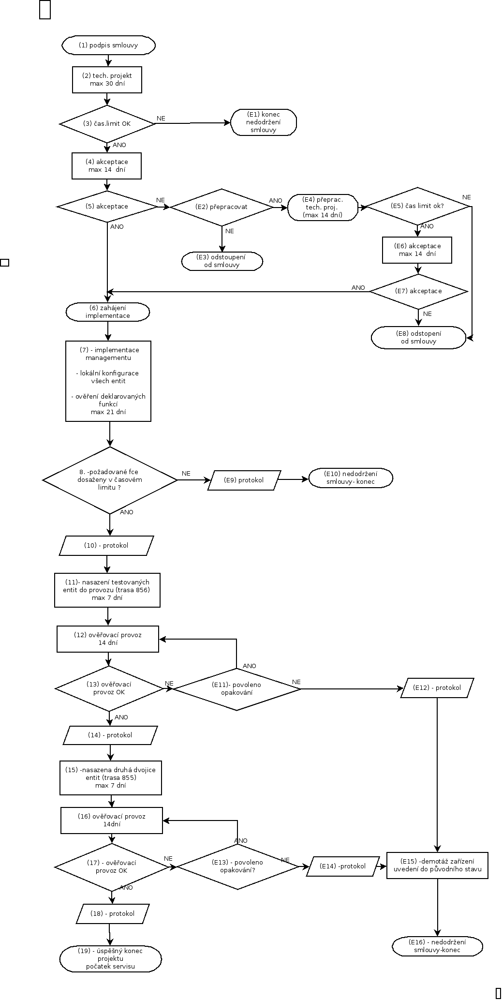 (1) podpis smlouvy
(2) tech. projekt
max 30 dní
(3) čas.limit OK
NE
(E1) konec
nedodržení
smlouvy
ANO
(4) akceptace
max 14 dní
(5) akceptace
NE
(E2) přepracovat
ANO
(E4) přeprac.
tech. proj.
(max 14 dní)
(E5) čas limit ok?
NE
ANO
NE
ANO
(E3) odstoupení
od smlouvy
(E6) akceptace
max 14 dní
(E7) akceptace
ANO
NE
(E8) odstopení
od smlouvy
(6) zahájení
implementace
(7) - implementace
managementu
- lokální konfigurace
všech entit
- ověření deklarovaných
funkcí
max 21 dní
8. -požadované fce
dosaženy v časovém
limitu ?
NE
(E9) protokol
(E10) nedodržení
smlouvy- konec
ANO
(10) - protokol
(11)- nasazení testovaných
entit do provozu (trasa 856)
max 7 dní
(12) ověřovací provoz
14 dní
ANO
(13) ověřovací
provoz OK
NE
(E11)- povoleno
opakování
NE
(E12) - protokol
ANO
(14) - protokol
(15) -nasazena druhá dvojice
entit (trasa 855)
max 7 dní
(16) ověřovací provoz
14dní
ANO
(17) - ověřovací
provoz OK
NE
(E13) - povoleno
opakování?
NE
(E14) -protokol
(E15) -demotáž zařízení
uvedení do původního stavu
ANO
(18) - protokol
(E16) - nedodržení
smlouvy-konec
(19) - úspěšný konec
projektu
počatek servisu